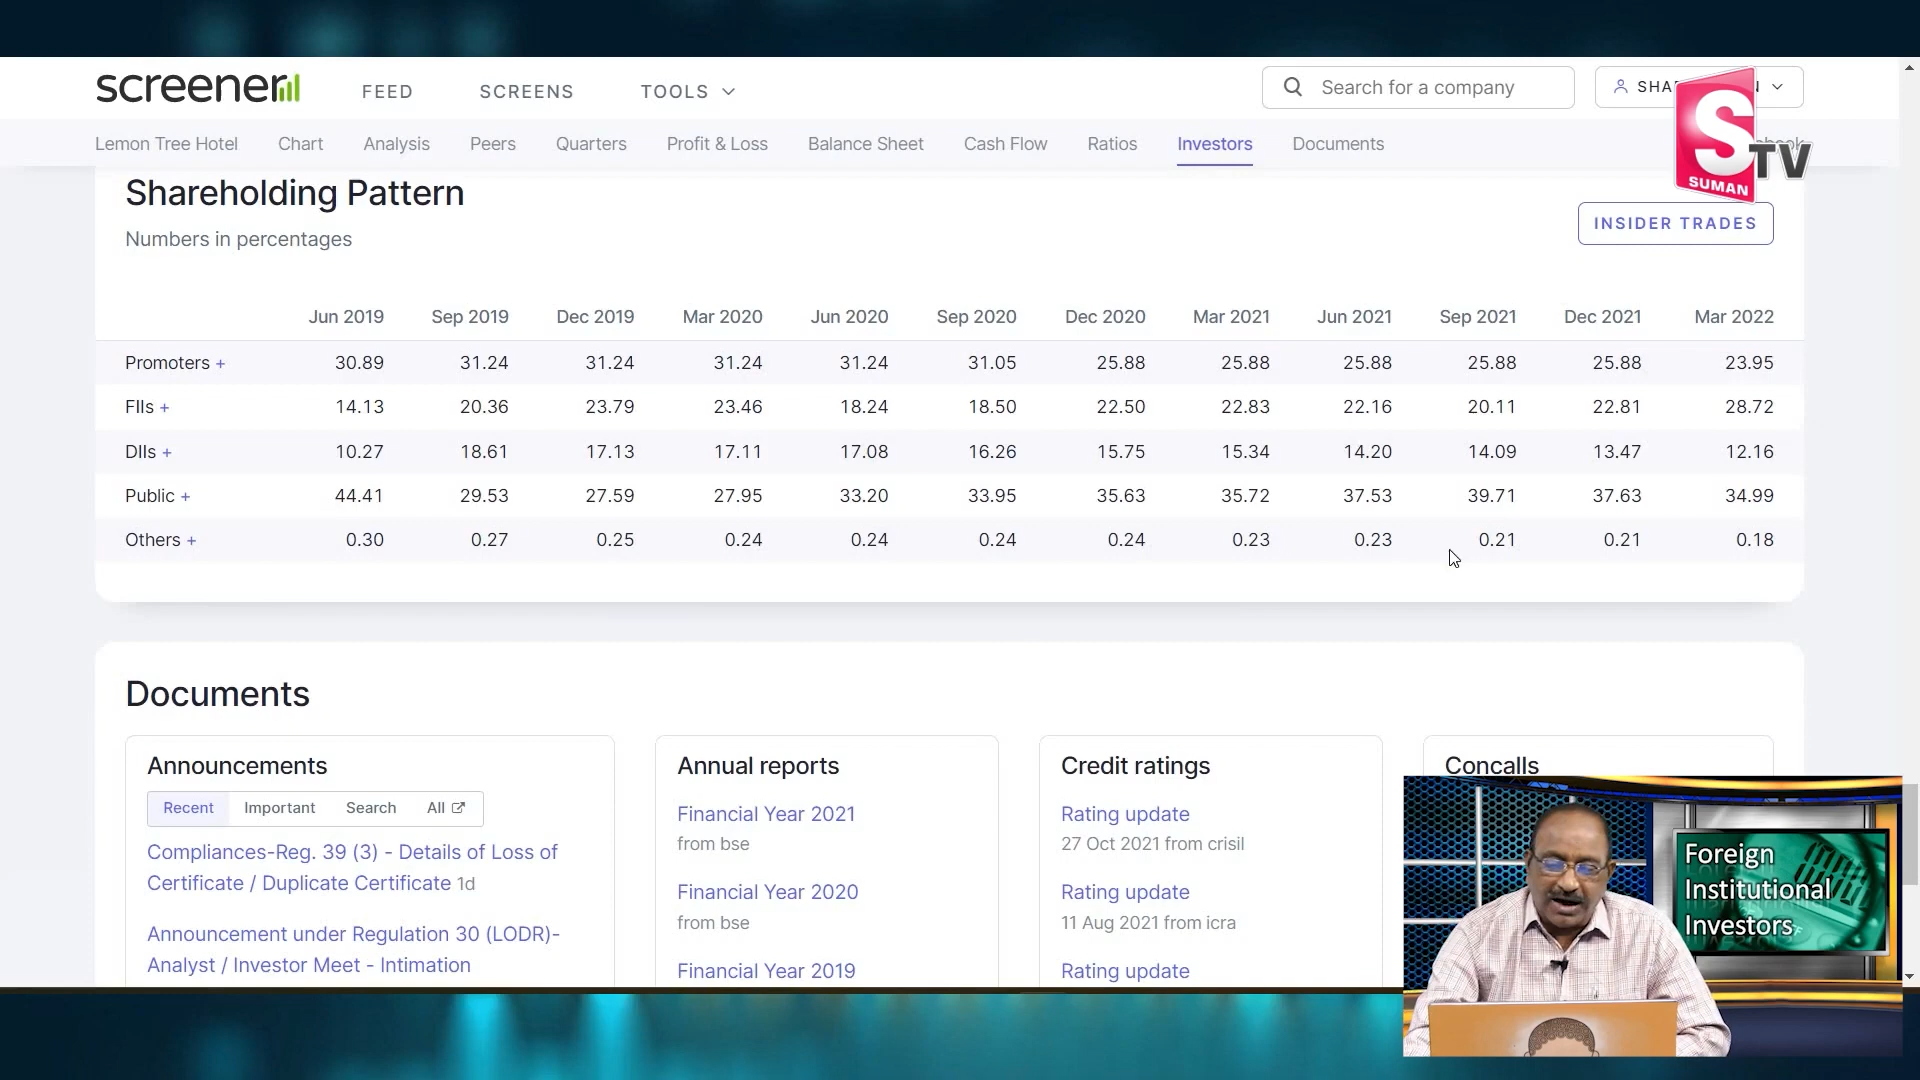 screener
FEED
SCREENS
TOOLS
Search for a company
SHA
S
TV
SUMAN
Lemon Tree Hotel
Chart
Analysis
Peers
Quarters
Profit & Loss
Balance Sheet
Cash Flow
Ratios
Investors
Documents
Shareholding Pattern
Numbers in percentages
INSIDER TRADES
Jun 2019 Sep 2019 Dec 2019 Mar 2020 Jun 2020 Sep 2020 Dec 2020 Mar 2021 Jun 2021 Sep 2021 Dec 2021 Mar 2022
Promoters + 30.89 31.24 31.24 31.24 31.24 31.05 25.88 25.88 25.88 25.88 25.88 23.95
FIIs + 14.13 20.36 23.79 23.46 18.24 18.50 22.50 22.83 22.16 20.11 22.81 28.72
DIIs + 10.27 18.61 17.13 17.11 17.08 16.26 15.75 15.34 14.20 14.09 13.47 12.16
Public + 44.41 29.53 27.59 27.95 33.20 33.95 35.63 35.72 37.53 39.71 37.63 34.99
Others + 0.30 0.27 0.25 0.24 0.24 0.24 0.24 0.23 0.23 0.21 0.21 0.18
Documents
Announcements
Recent Important Search All
Compliances-Reg. 39 (3) - Details of Loss of
Certificate / Duplicate Certificate 1d
Announcement under Regulation 30 (LODR)-
Analyst / Investor Meet - Intimation
Annual reports
Financial Year 2021
from bse
Financial Year 2020
from bse
Financial Year 2019
Credit ratings
Rating update
27 Oct 2021 from crisil
Rating update
11 Aug 2021 from icra
Rating update
Concalls
Foreign
Institutional
Investors